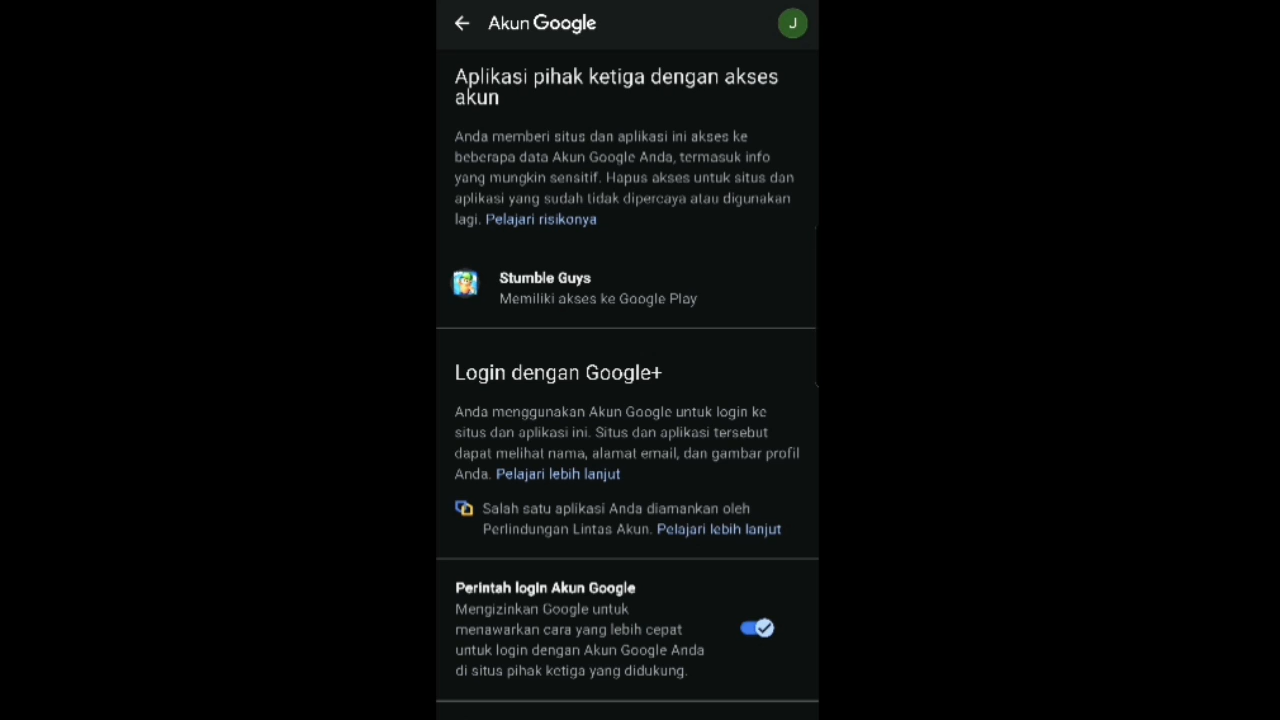 Akun Google
J
Aplikasi pihak ketiga dengan akses
akun
Anda memberi situs dan aplikasi ini akses ke
beberapa data Akun Google Anda, termasuk info
yang mungkin sensitif. Hapus akses untuk situs dan
aplikasi yang sudah tidak dipercaya atau digunakan
lagi. Pelajari risikonya
Stumble Guys
Memiliki akses ke Google Play
Login dengan Google+
Anda menggunakan Akun Google untuk login ke
situs dan aplikasi ini. Situs dan aplikasi tersebut
dapat melihat nama, alamat email, dan gambar profil
Anda. Pelajari lebih lanjut
Salah satu aplikasi Anda diamankan oleh
Perlindungan Lintas Akun. Pelajari lebih lanjut
Perintah login Akun Google
Mengizinkan Google untuk
menawarkan cara yang lebih cepat
untuk login dengan Akun Google Anda
di situs pihak ketiga yang didukung.